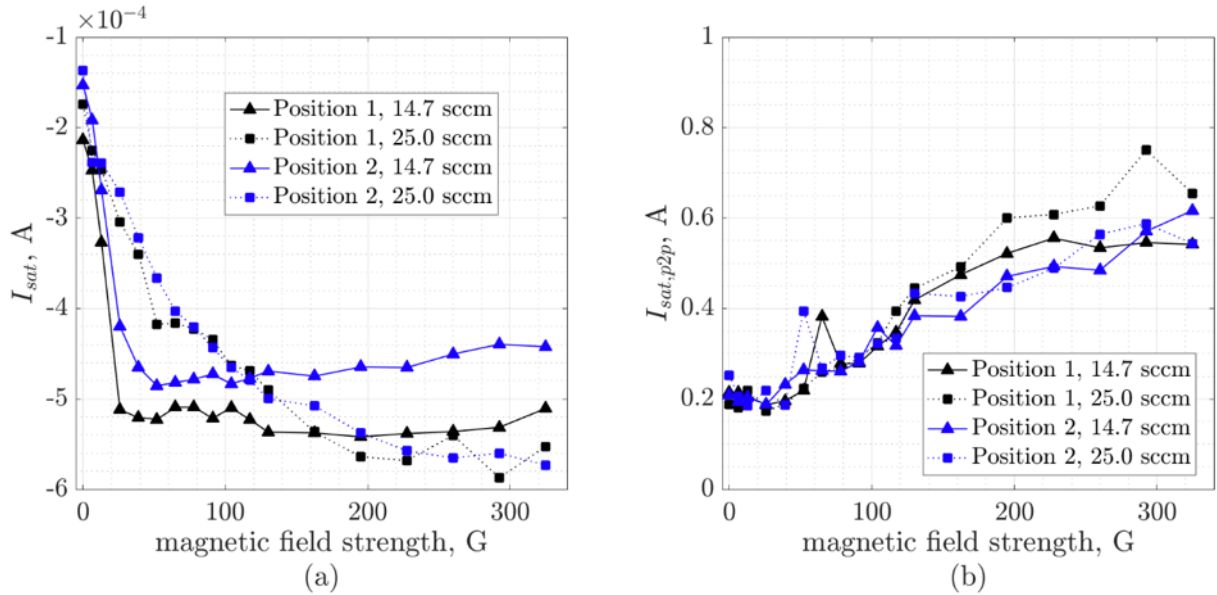 ×10⁻⁴
-1
-2
-3
-4
-5
-6
I_sat, A
0
100
200
300
magnetic field strength, G
Position 1, 14.7 sccm
Position 1, 25.0 sccm
Position 2, 14.7 sccm
Position 2, 25.0 sccm
(a)
1
0.8
0.6
0.4
0.2
0
I_sat,p2p, A
0
100
200
300
magnetic field strength, G
Position 1, 14.7 sccm
Position 1, 25.0 sccm
Position 2, 14.7 sccm
Position 2, 25.0 sccm
(b)